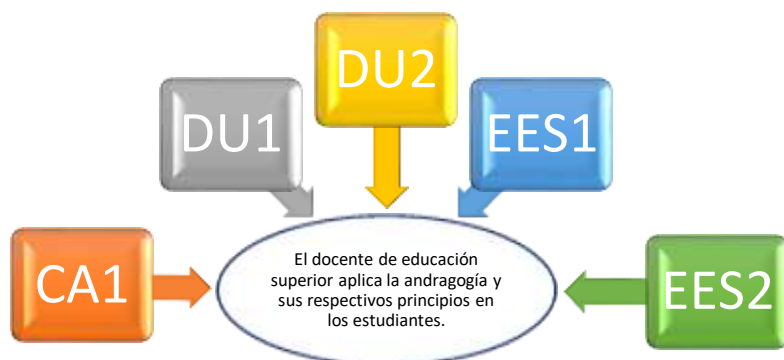 DU2
DU1
EES1
CA1
El docente de educación
superior aplica la andragogía y
sus respectivos principios en
los estudiantes.
EES2